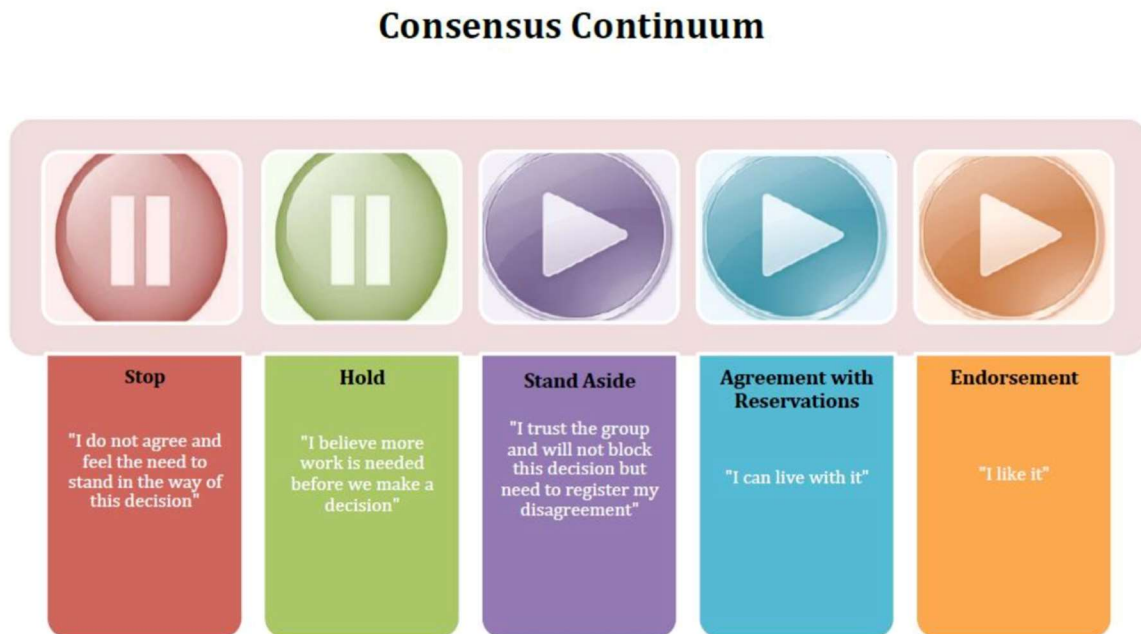 Consensus Continuum
Stop
"I do not agree and
feel the need to
stand in the way of
this decision"
Hold
"I believe more
work is needed
before we make a
decision"
Stand Aside
"I trust the group
and will not block
this decision but
need to register my
disagreement"
Agreement with
Reservations
"I can live with it"
Endorsement
"I like it"